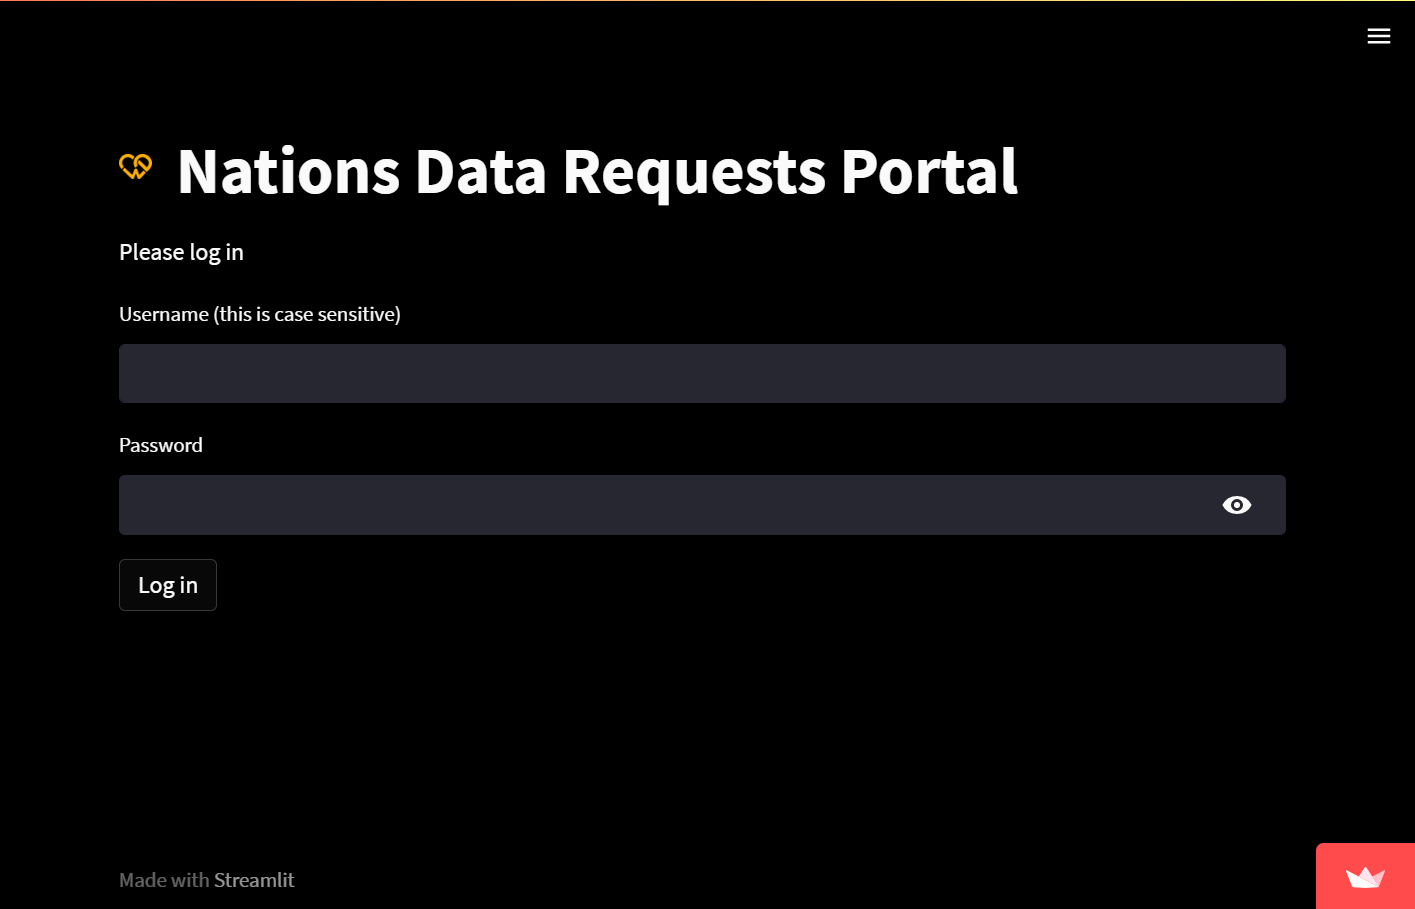 Nations Data Requests Portal
Please log in
Username (this is case sensitive)
Password
Log in
Made with Streamlit